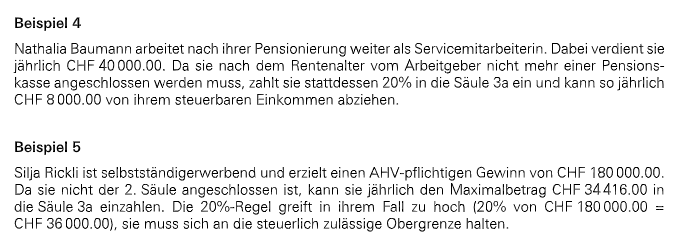 Beispiel 4
Nathalia Baumann arbeitet nach ihrer Pensionierung weiter als Servicemitarbeiterin. Dabei verdient sie
jährlich CHF 40 000.00. Da sie nach dem Rentenalter vom Arbeitgeber nicht mehr einer Pensions-
kasse angeschlossen werden muss, zahlt sie stattdessen 20% in die Säule 3a ein und kann so jährlich
CHF 8 000.00 von ihrem steuerbaren Einkommen abziehen.
Beispiel 5
Silja Rickli ist selbstständigerwerbend und erzielt einen AHV-pflichtigen Gewinn von CHF 180 000.00.
Da sie nicht der 2. Säule angeschlossen ist, kann sie jährlich den Maximalbetrag CHF 34 416.00 in
die Säule 3a einzahlen. Die 20%-Regel greift in ihrem Fall zu hoch (20% von CHF 180 000.00 =
CHF 36 000.00), sie muss sich an die steuerlich zulässige Obergrenze halten.